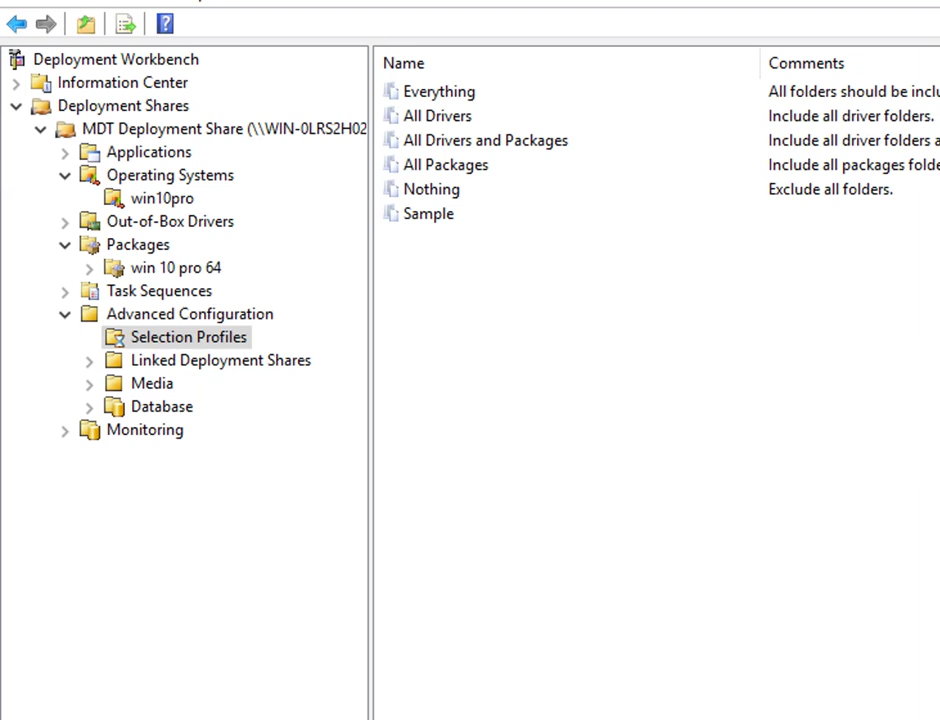 Deployment Workbench
Information Center
Deployment Shares
MDT Deployment Share (\\WIN-0LRS2H02
Applications
Operating Systems
win10pro
Out-of-Box Drivers
Packages
win 10 pro 64
Task Sequences
Advanced Configuration
Selection Profiles
Linked Deployment Shares
Media
Database
Monitoring
Name Comments
Everything All folders should be inclu
All Drivers Include all driver folders.
All Drivers and Packages Include all driver folders a
All Packages Include all packages folde
Nothing Exclude all folders.
Sample